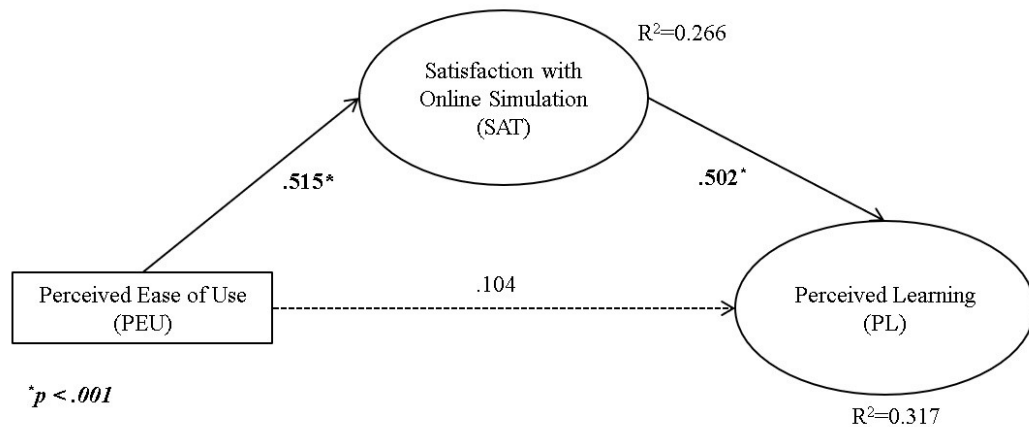 R²=0.266
Satisfaction with
Online Simulation
(SAT)
.515*
.502*
Perceived Ease of Use
(PEU)
.104
Perceived Learning
(PL)
*p < .001
R²=0.317